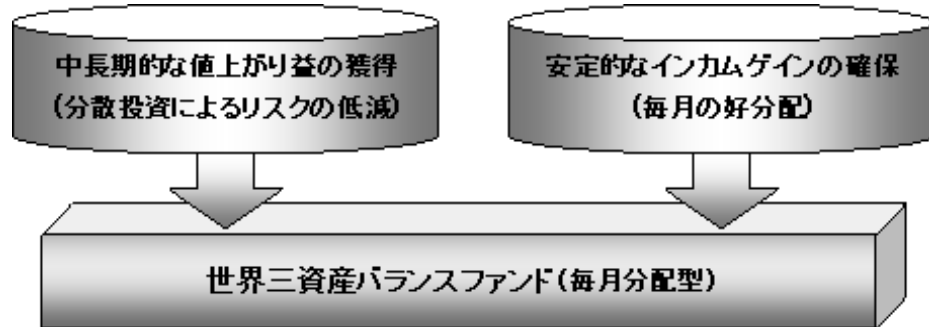 中長期的な値上がり益の獲得
(分散投資によるリスクの低減)
安定的なインカムゲインの確保
(毎月の好分配)
世界三資産バランスファンド(毎月分配型)